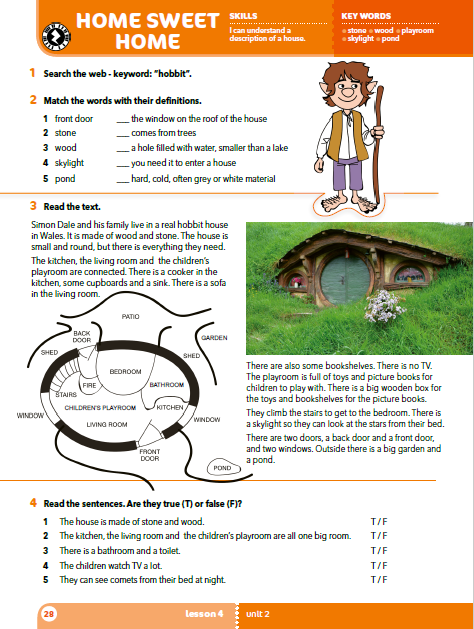 HOME SWEET
HOME
SKILLS
I can understand a
description of a house.
KEY WORDS
stone wood playroom
skylight pond
1 Search the web - keyword: "hobbit".
2 Match the words with their definitions.
1 front door ___ the window on the roof of the house
2 stone ___ comes from trees
3 wood ___ a hole filled with water, smaller than a lake
4 skylight ___ you need it to enter a house
5 pond ___ hard, cold, often grey or white material
3 Read the text.
Simon Dale and his family live in a real hobbit house
in Wales. It is made of wood and stone. The house is
small and round, but there is everything they need.
The kitchen, the living room and the children's
playroom are connected. There is a cooker in the
kitchen, some cupboards and a sink. There is a sofa
in the living room.
PATIO
BACK
DOOR
GARDEN
SHED
SHED
BEDROOM
FIRE
BATHROOM
STAIRS
CHILDREN'S PLAYROOM
KITCHEN
WINDOW
LIVING ROOM
WINDOW
FRONT
DOOR
POND
There are also some bookshelves. There is no TV.
The playroom is full of toys and picture books for
children to play with. There is a big wooden box for
the toys and bookshelves for the picture books.
They climb the stairs to get to the bedroom. There is
a skylight so they can look at the stars from their bed.
There are two doors, a back door and a front door,
and two windows. Outside there is a big garden and
a pond.
4 Read the sentences. Are they true (T) or false (F)?
1 The house is made of stone and wood. T / F
2 The kitchen, the living room and the children's playroom are all one big room. T / F
3 There is a bathroom and a toilet. T / F
4 The children watch TV a lot. T / F
5 They can see comets from their bed at night. T / F
28
lesson 4
unit 2